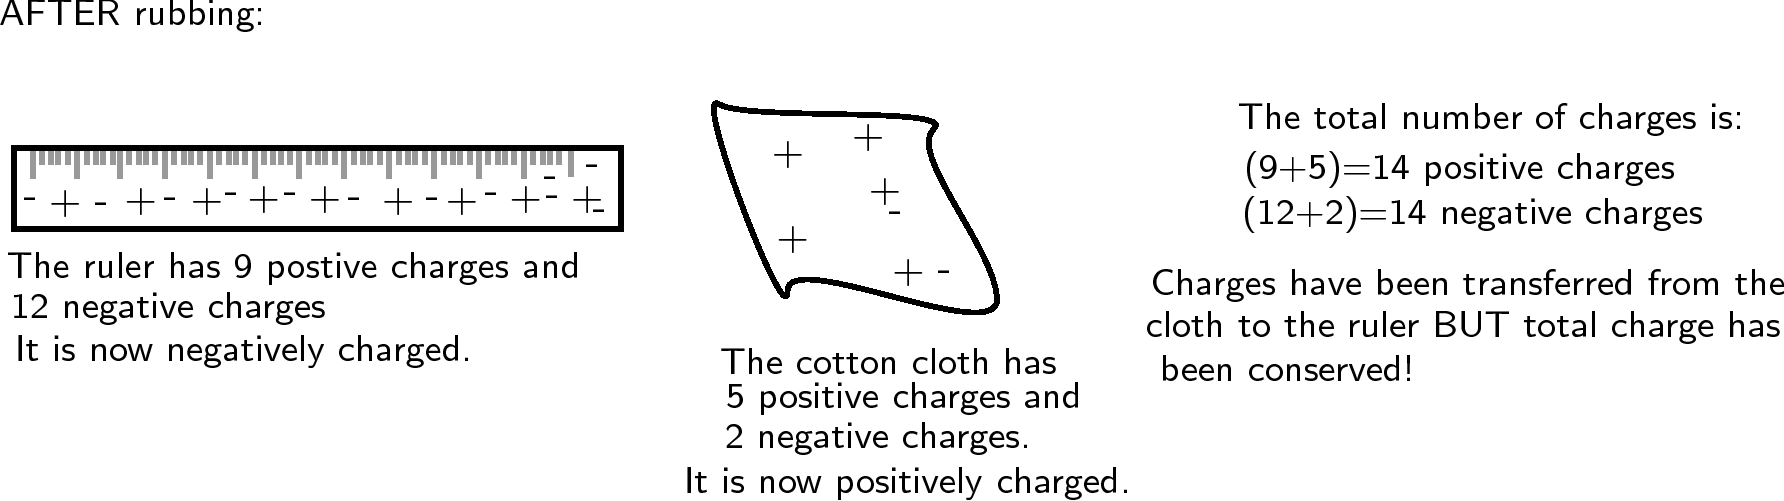 AFTER rubbing:
- + - + - + - + - + - + - + - + - + -
- -
The ruler has 9 postive charges and
12 negative charges
It is now negatively charged.
+ +
+
-
+
+ -
The cotton cloth has
5 positive charges and
2 negative charges.
It is now positively charged.
The total number of charges is:
(9+5)=14 positive charges
(12+2)=14 negative charges
Charges have been transferred from the
cloth to the ruler BUT total charge has
been conserved!